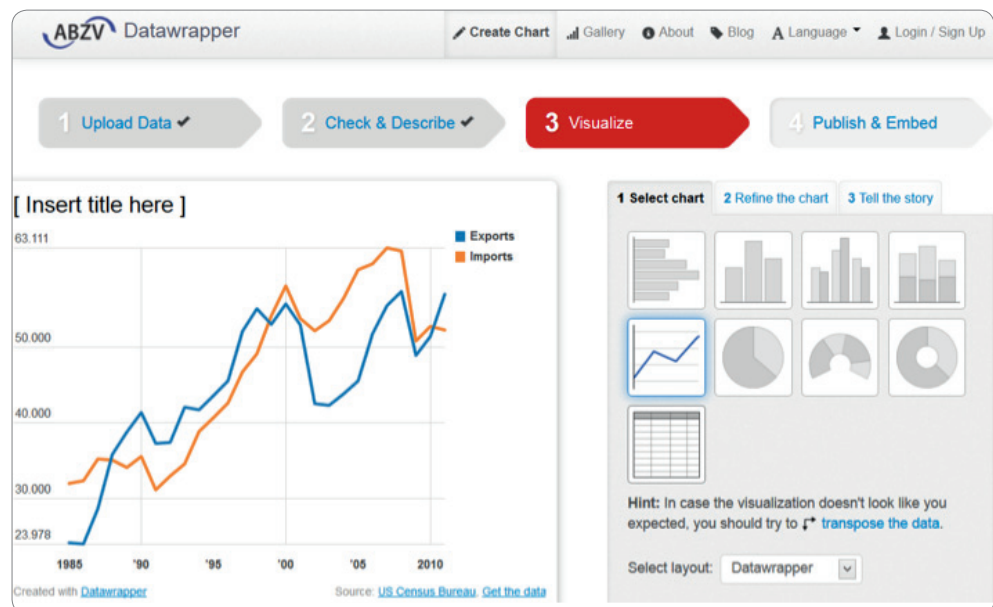 ABZV Datawrapper
Create Chart Gallery About Blog A Language Login / Sign Up
1 Upload Data
2 Check & Describe
3 Visualize
4 Publish & Embed
[ Insert title here ]
63.111
50.000
40.000
30.000
23.978
Exports
Imports
1985 '90 '95 '00 '05 2010
Created with Datawrapper
Source: US Census Bureau, Get the data
1 Select chart 2 Refine the chart 3 Tell the story
Hint: In case the visualization doesn't look like you
expected, you should try to transpose the data.
Select layout: Datawrapper